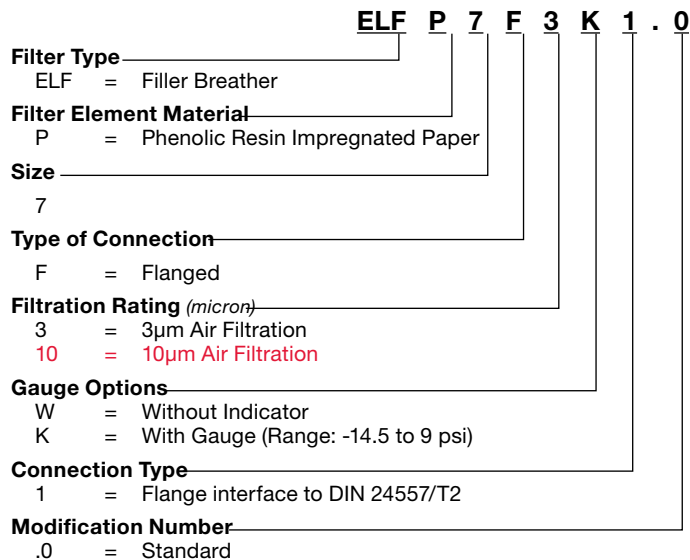 ELF P 7 F 3 K 1 . 0
Filter Type
ELF = Filler Breather
Filter Element Material
P = Phenolic Resin Impregnated Paper
Size
7
Type of Connection
F = Flanged
Filtration Rating (micron)
3 = 3µm Air Filtration
10 = 10µm Air Filtration
Gauge Options
W = Without Indicator
K = With Gauge (Range: -14.5 to 9 psi)
Connection Type
1 = Flange interface to DIN 24557/T2
Modification Number
.0 = Standard